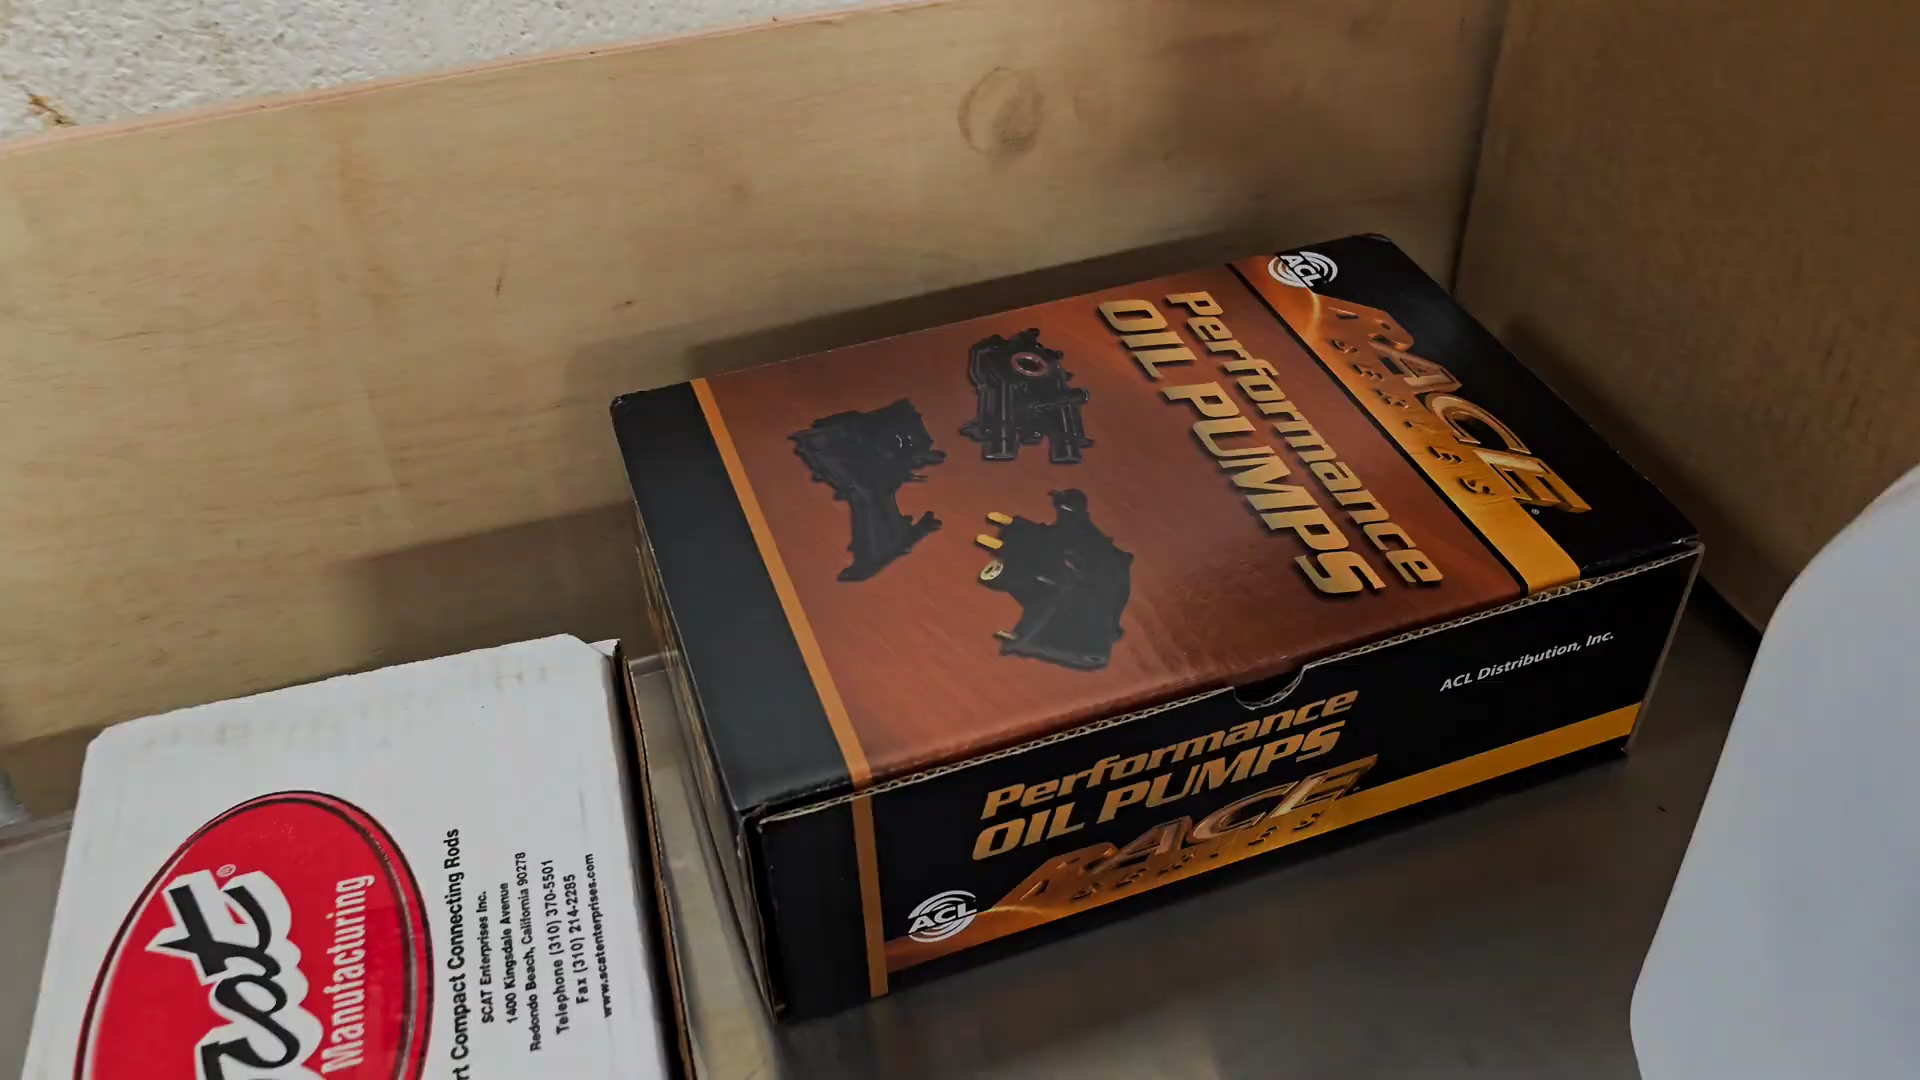 ACL
RACE
SERIES
®
Performance
OIL PUMPS
ACL Distribution, Inc.
Performance
OIL PUMPS
RACE
SERIES
ACL
®
Manufacturing
Compact Connecting Rods
SCAT Enterprises Inc.
1400 Kingsdale Avenue
Redondo Beach, California 90278
Telephone (310) 370-5501
Fax (310) 214-2285
www.scatenterprises.com